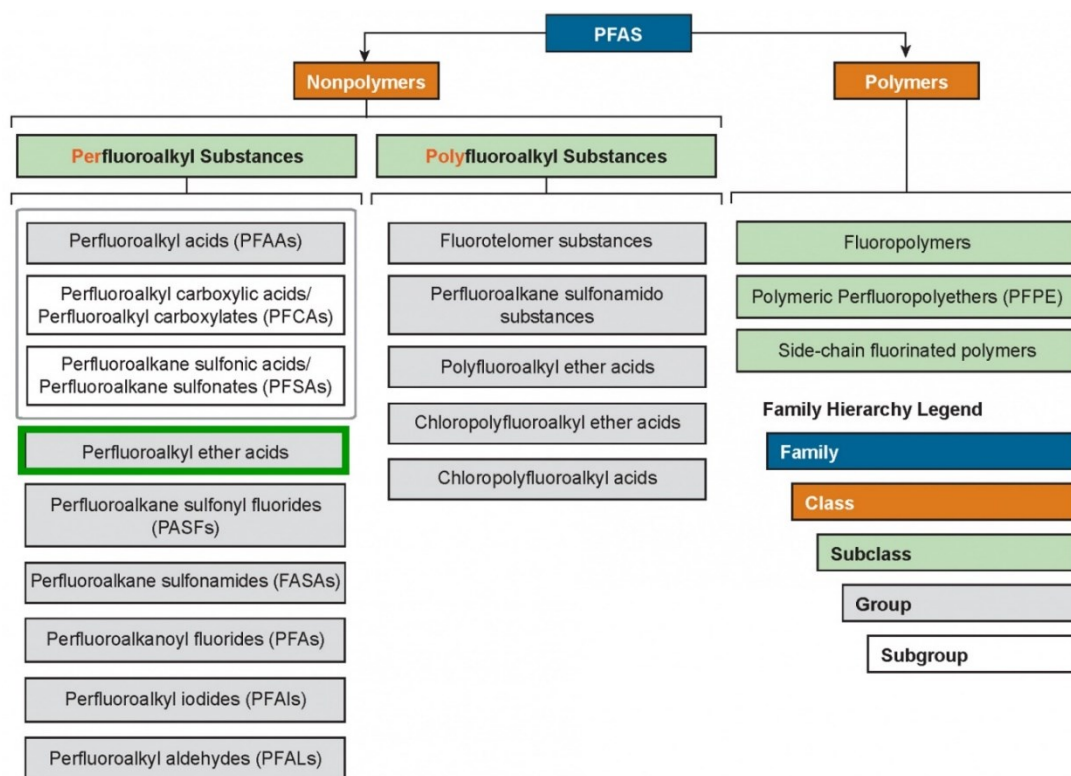 PFAS
Nonpolymers
Polymers
Perfluoroalkyl Substances
Polyfluoroalkyl Substances
Perfluoroalkyl acids (PFAAs)
Perfluoroalkyl carboxylic acids/
Perfluoroalkyl carboxylates (PFCAs)
Perfluoroalkane sulfonic acids/
Perfluoroalkane sulfonates (PFSAs)
Perfluoroalkyl ether acids
Perfluoroalkane sulfonyl fluorides
(PASFs)
Perfluoroalkane sulfonamides (FASAs)
Perfluoroalkanoyl fluorides (PFAs)
Perfluoroalkyl iodides (PFAIs)
Perfluoroalkyl aldehydes (PFALs)
Fluorotelomer substances
Perfluoroalkane sulfonamido
substances
Polyfluoroalkyl ether acids
Chloropolyfluoroalkyl ether acids
Chloropolyfluoroalkyl acids
Fluoropolymers
Polymeric Perfluoropolyethers (PFPE)
Side-chain fluorinated polymers
Family Hierarchy Legend
Family
Class
Subclass
Group
Subgroup